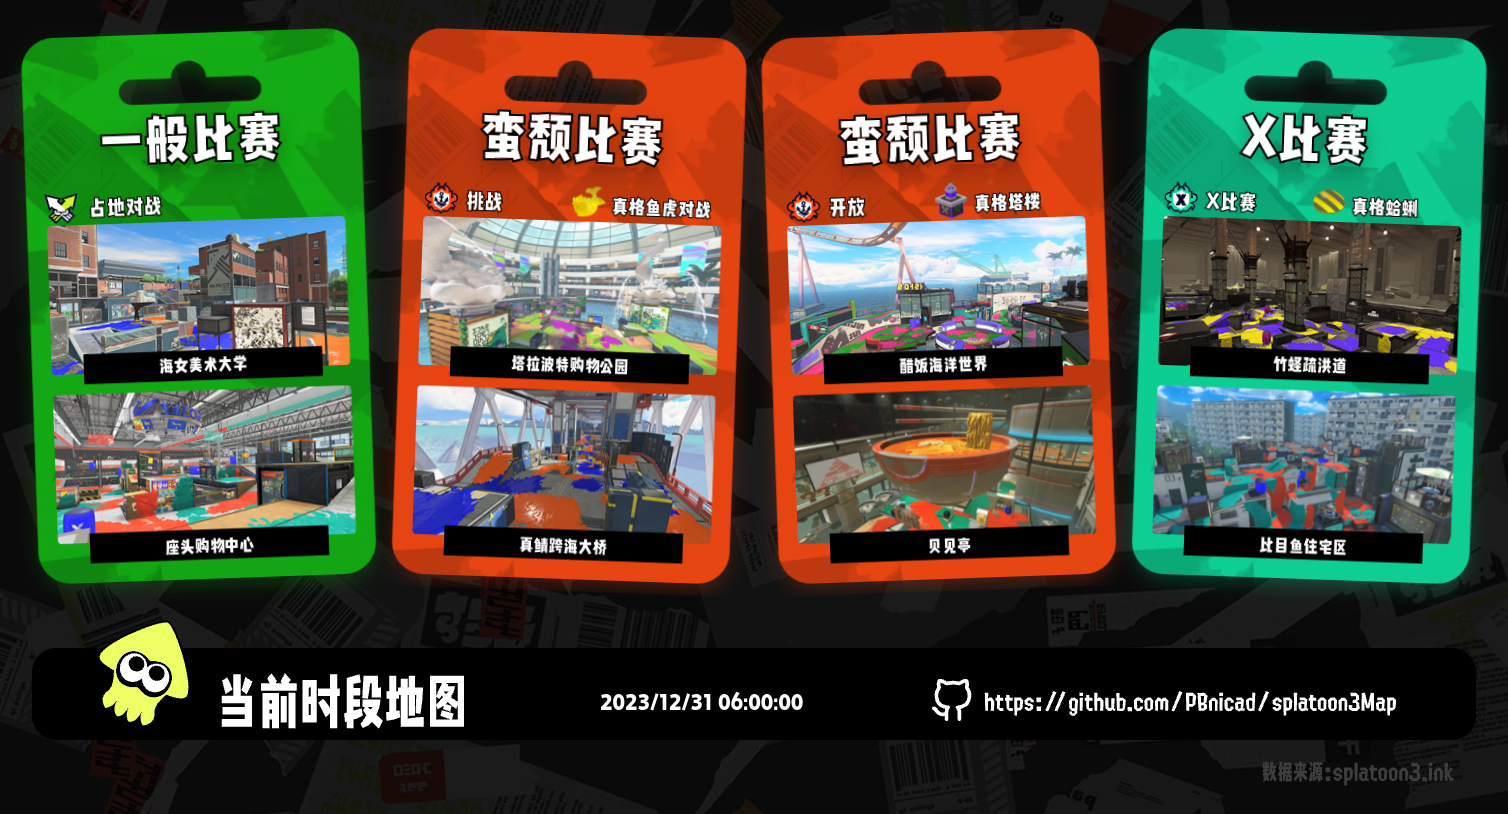 一般比赛
占地对战
海女美术大学
座头购物中心
蛮颓比赛
挑战
真格鱼虎对战
塔拉波特购物公园
真鲷跨海大桥
蛮颓比赛
开放
真格塔楼
醋饭海洋世界
贝见亭
X比赛
X比赛
真格蛤蜊
竹蛏疏洪道
比目鱼住宅区
当前时段地图
2023/12/31 06:00:00
https://github.com/PBnicad/splatoon3Map
数据来源:splatoon3.ink